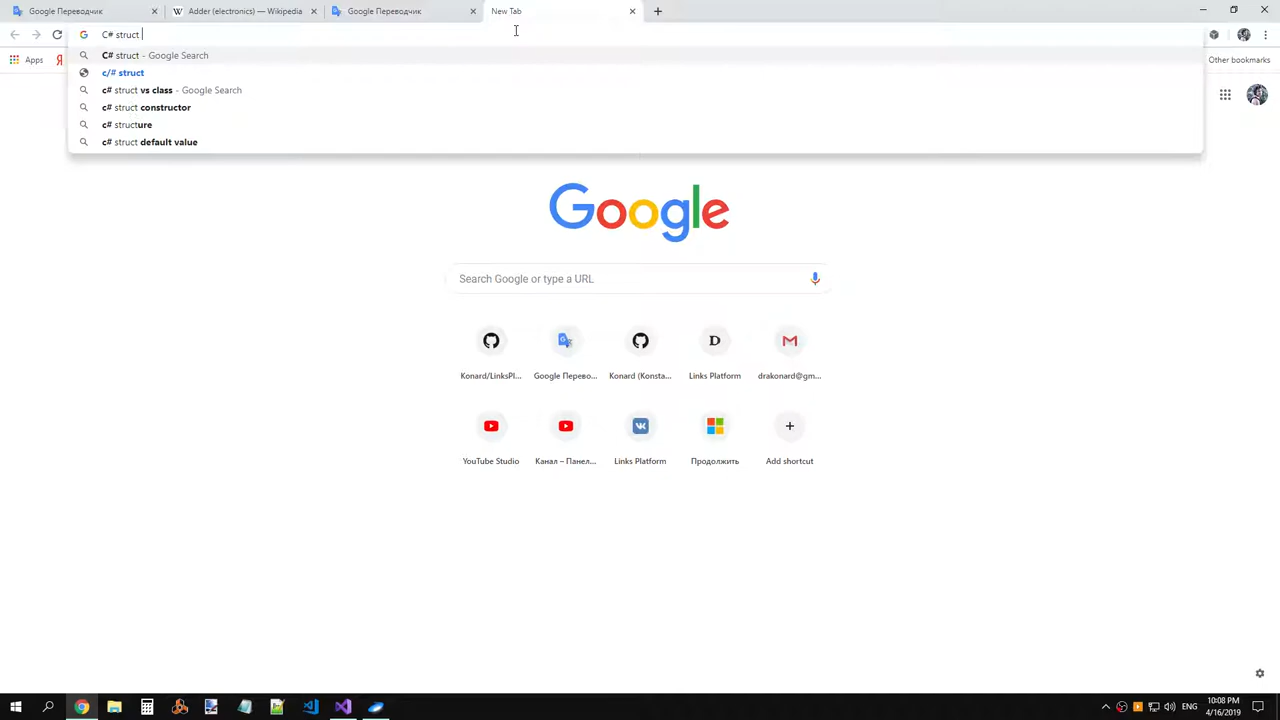 Google Переводчик
Adder (electronics) — Wikipedia
Google Переводчик
New Tab
C# struct
Apps
Я
Other bookmarks
C# struct - Google Search
c/# struct
c# struct vs class - Google Search
c# struct constructor
c# structure
c# struct default value
Google
Search Google or type a URL
Konard/LinksPl...
Google Перево...
Konard (Konsta...
D
Links Platform
drakonard@gm...
YouTube Studio
Канал – Панел...
Links Platform
Продолжить
Add shortcut
ENG
10:08 PM
4/16/2019